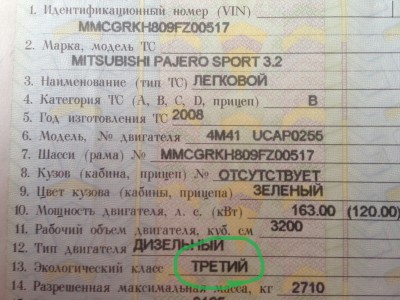 1. Идентификационный номер (VIN)
MMCGRKH809FZ00517
2. Марка, модель ТС
MITSUBISHI PAJERO SPORT 3.2
3. Наименование (тип ТС) ЛЕГКОВОЙ
4. Категория ТС (A, B, C, D, прицеп) B
5. Год изготовления ТС 2008
6. Модель, № двигателя 4M41 UCAP0255
7. Шасси (рама) № MMCGRKH809FZ00517
8. Кузов (кабина, прицеп) № ОТСУТСТВУЕТ
9. Цвет кузова (кабины, прицепа) ЗЕЛЕНЫЙ
10. Мощность двигателя, л. с. (кВт) 163.00 (120.00)
11. Рабочий объем двигателя, куб. см 3200
12. Тип двигателя ДИЗЕЛЬНЫЙ
13. Экологический класс ТРЕТИЙ
14. Разрешенная максимальная масса, кг 2710